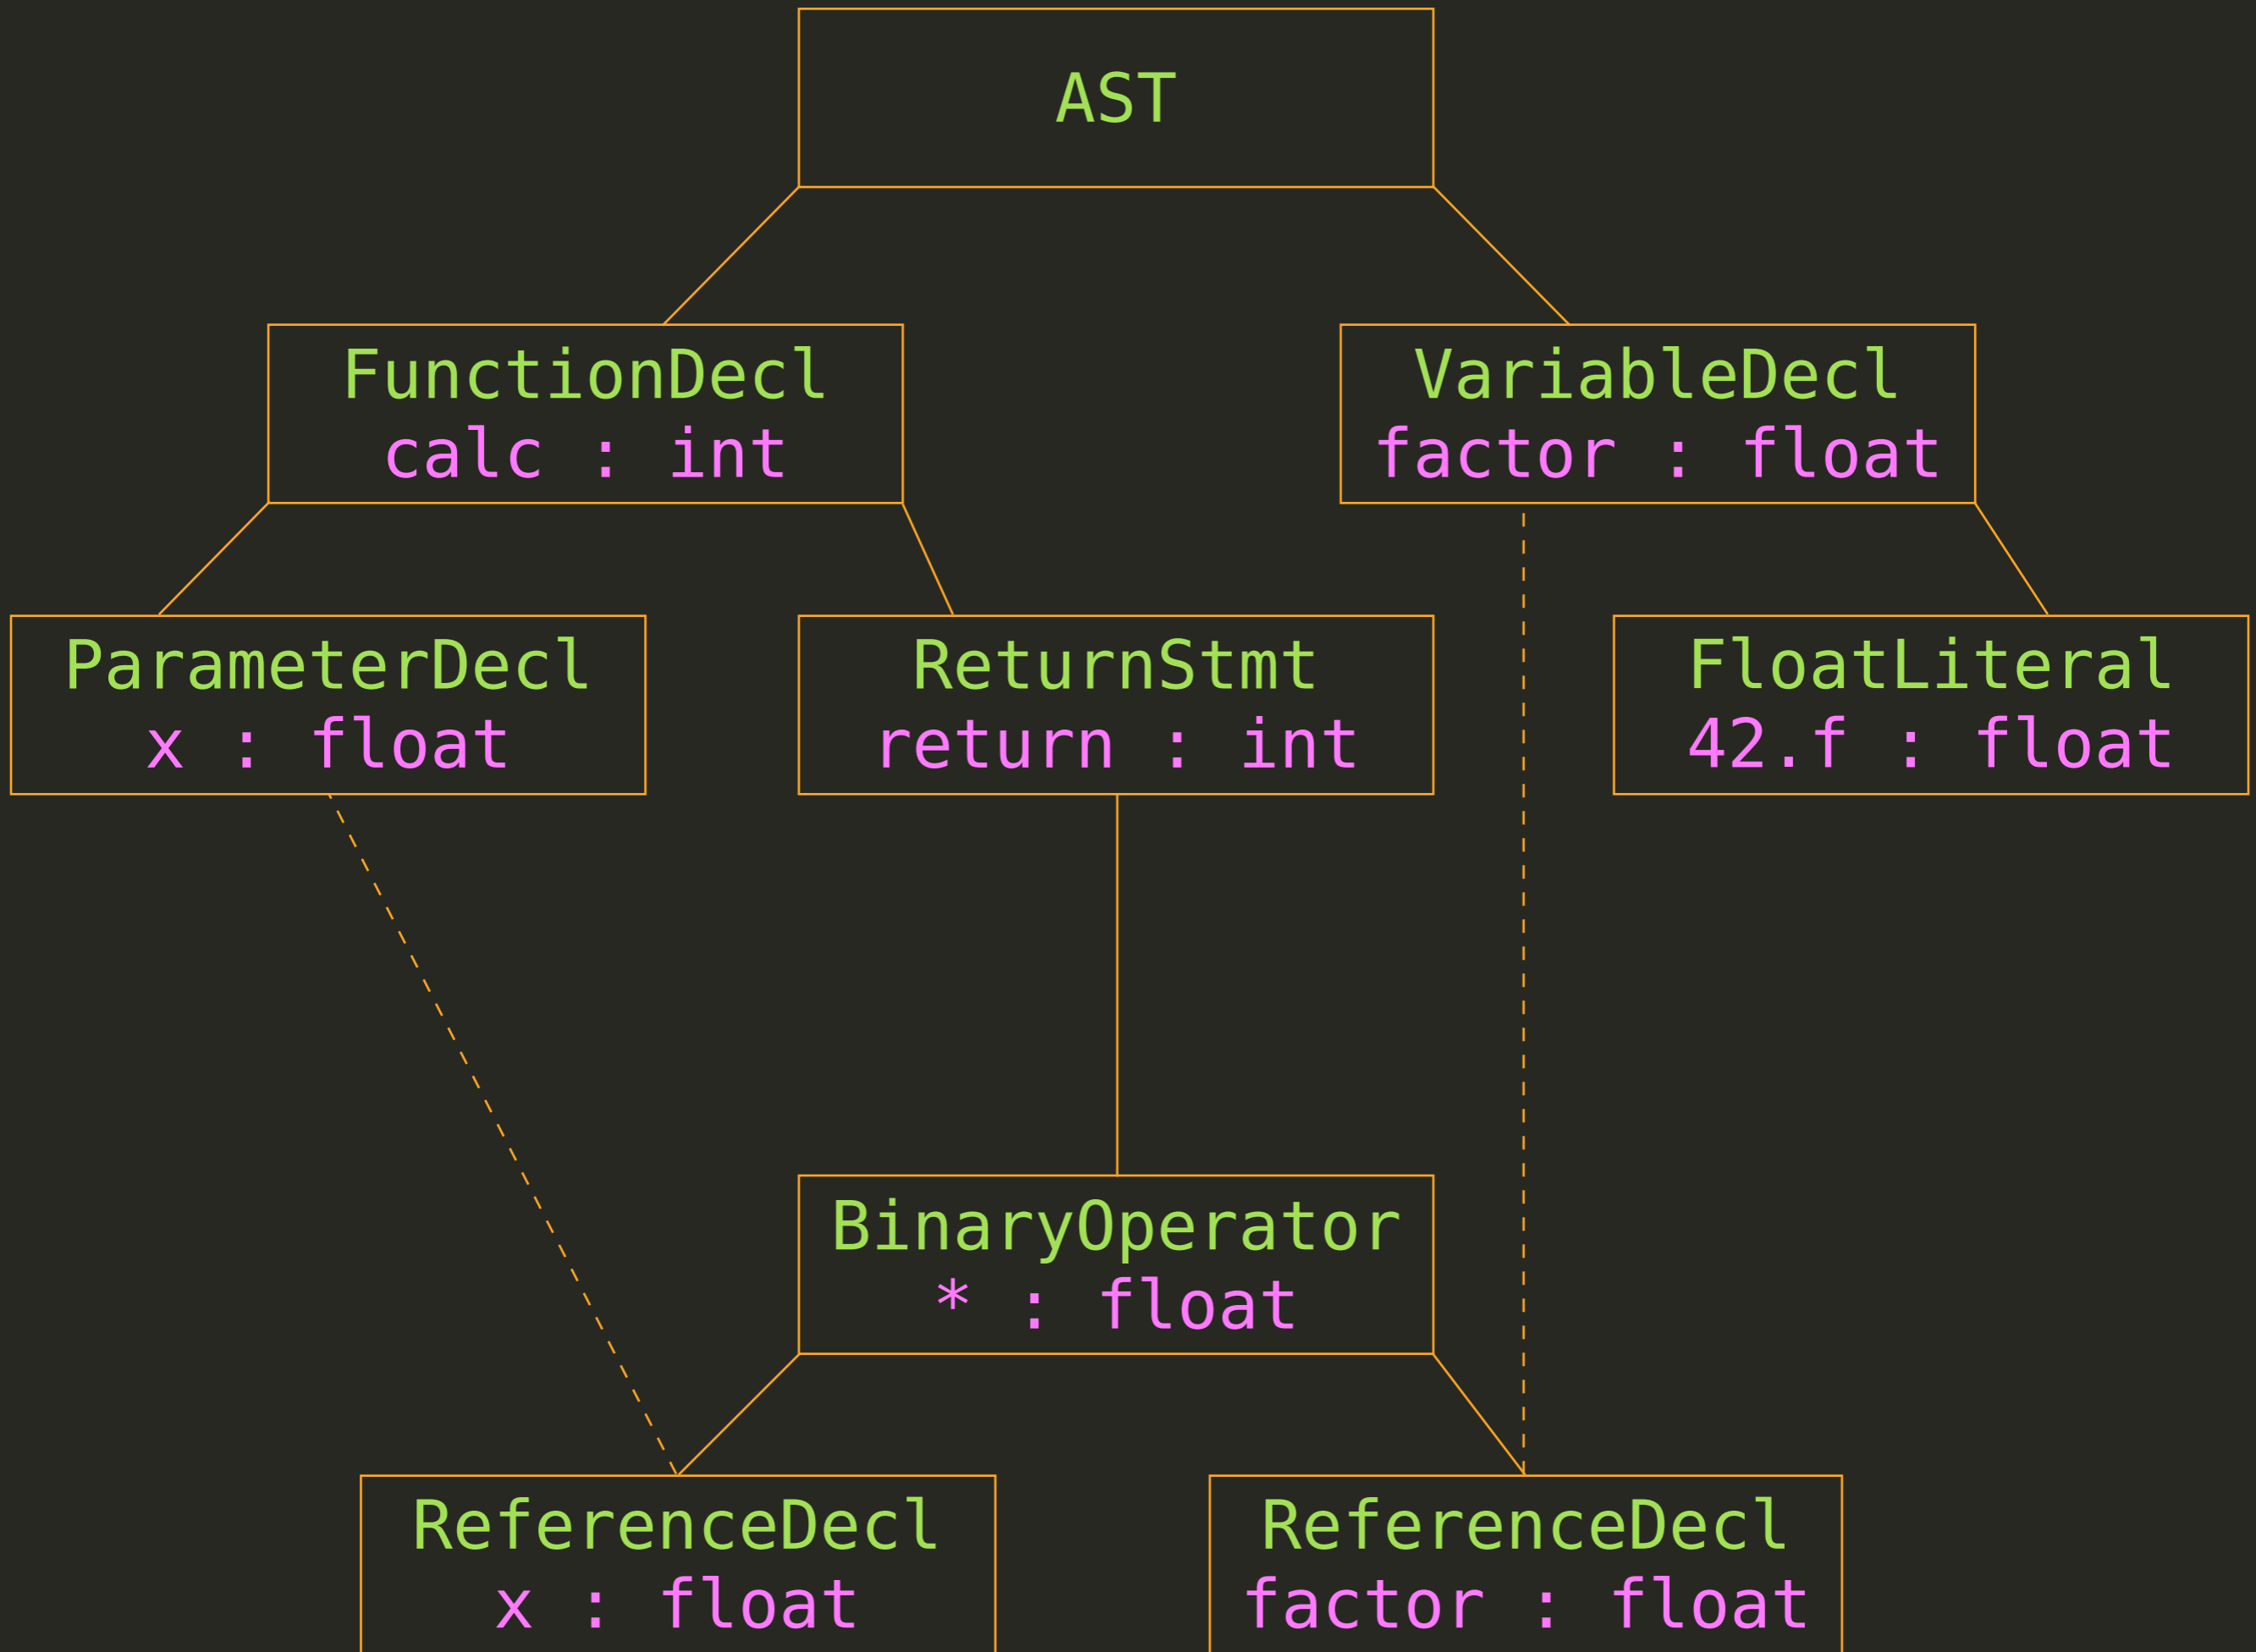 AST
FunctionDecl
calc : int
VariableDecl
factor : float
ParameterDecl
x : float
ReturnStmt
return : int
FloatLiteral
42.f : float
BinaryOperator
* : float
ReferenceDecl
x : float
ReferenceDecl
factor : float